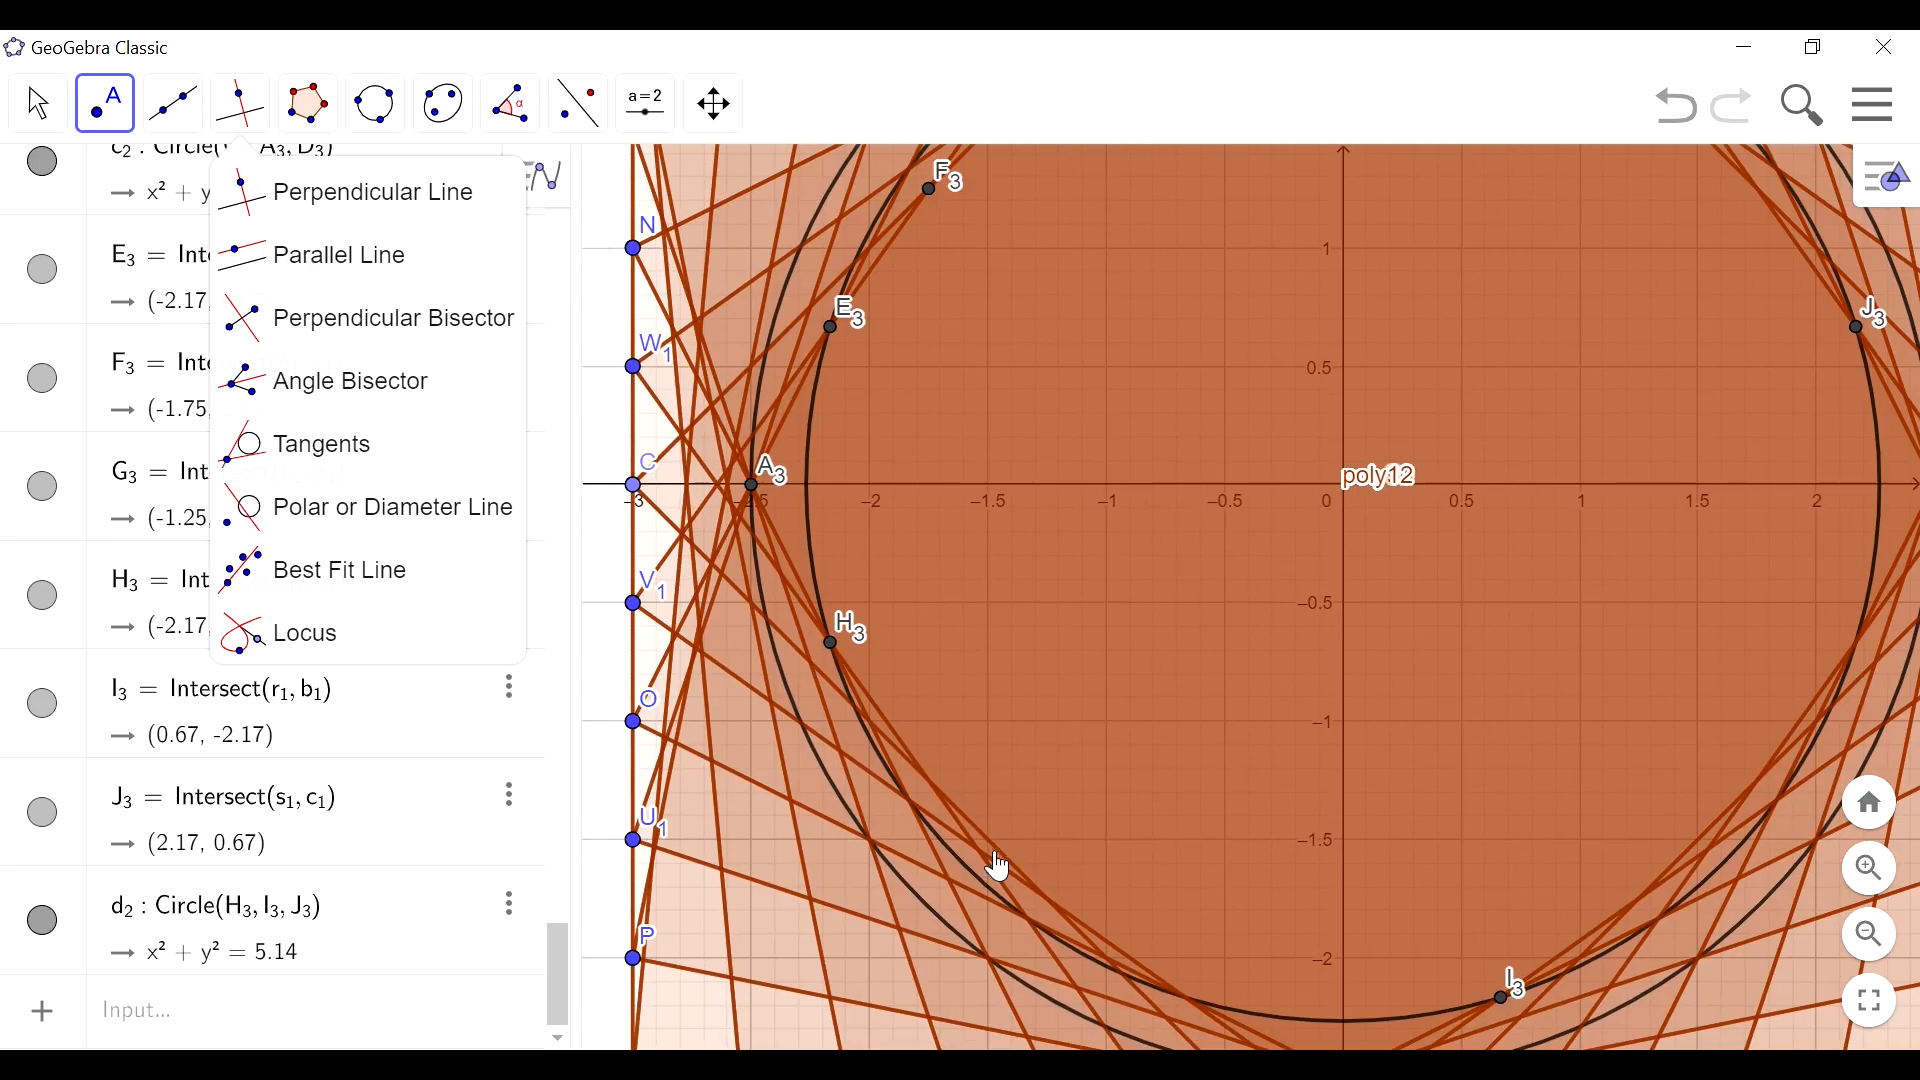 GeoGebra Classic
A
α
a=2
c₂ : Circle( A₃, D₃)
→ x² + y
E₃ = Int
→ (-2.17,
F₃ = Int
→ (-1.75,
G₃ = Int
→ (-1.25,
H₃ = Int
→ (-2.17,
I₃ = Intersect(r₁, b₁)
→ (0.67, -2.17)
J₃ = Intersect(s₁, c₁)
→ (2.17, 0.67)
d₂ : Circle(H₃, I₃, J₃)
→ x² + y² = 5.14
+ Input...
Perpendicular Line
Parallel Line
Perpendicular Bisector
Angle Bisector
Tangents
Polar or Diameter Line
Best Fit Line
Locus
F₃
N
1
E₃
J₃
W₁
0.5
C
A₃
poly12
-3
-2
-1.5
-1
-0.5
0
0.5
1
1.5
2
V₁
-0.5
H₃
O
-1
U₁
-1.5
P
-2
I₃